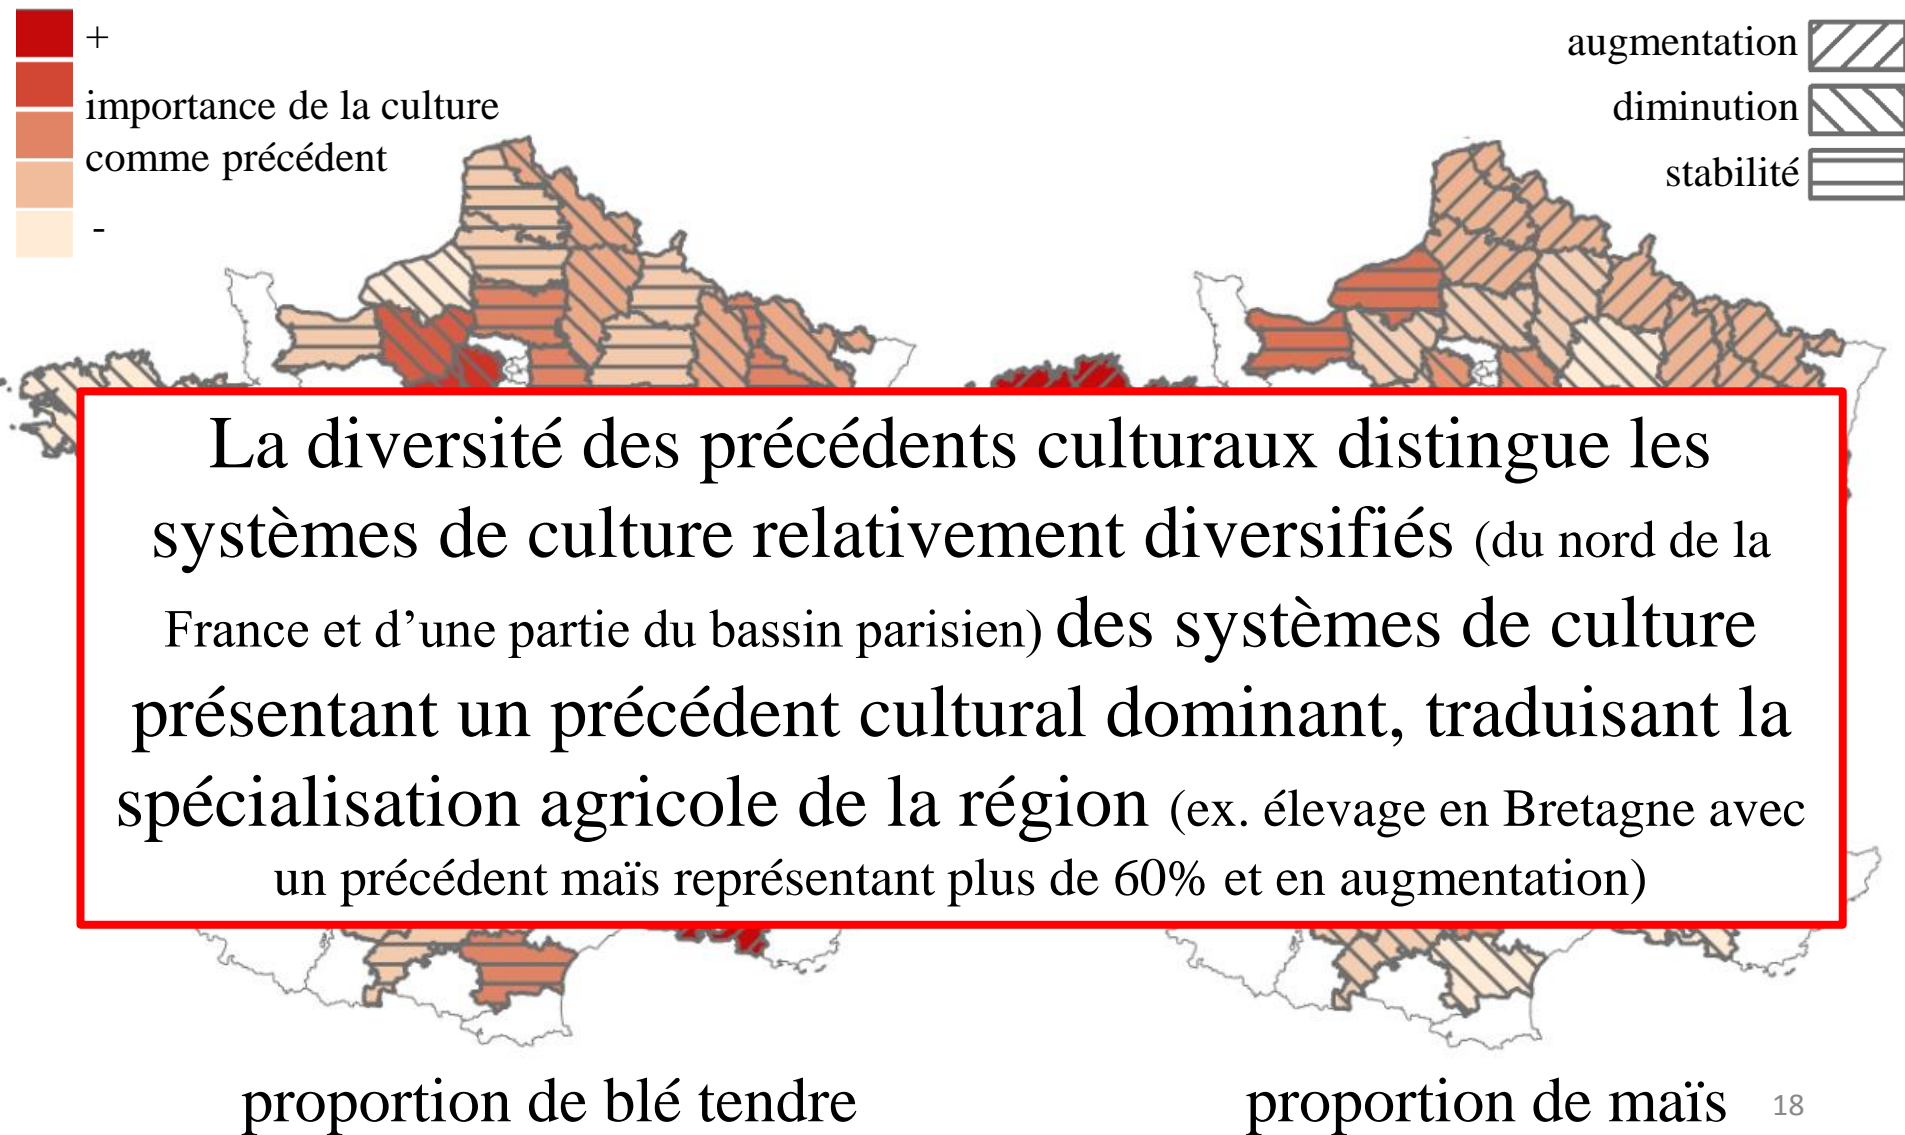 +
importance de la culture
comme précédent
-
augmentation
diminution
stabilité
La diversité des précédents culturaux distingue les
systèmes de culture relativement diversifiés (du nord de la
France et d’une partie du bassin parisien) des systèmes de culture
présentant un précédent cultural dominant, traduisant la
spécialisation agricole de la région (ex. élevage en Bretagne avec
un précédent maïs représentant plus de 60% et en augmentation)
proportion de blé tendre
proportion de maïs
18